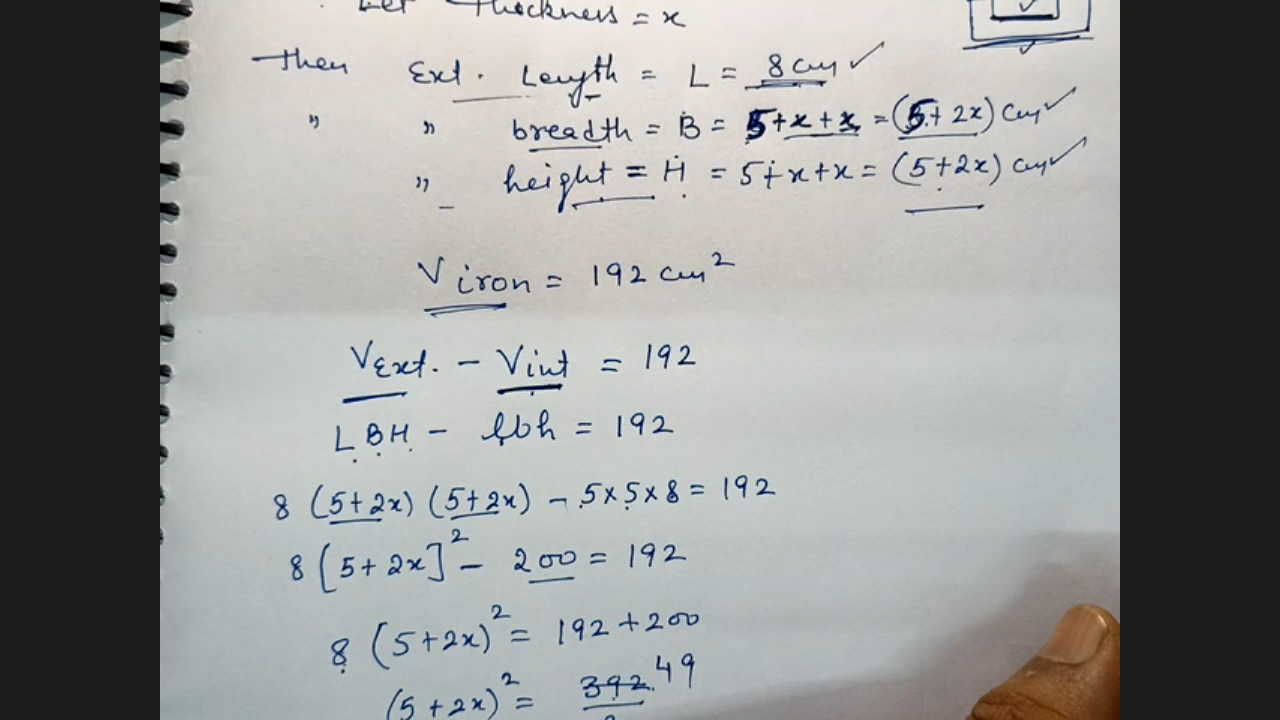 Let Thickness = x
Then Ext. Length = L = 8 cm ✓
" " breadth = B = 5+x+x = (5+2x) cm ✓
" height = H = 5+x+x = (5+2x) cm ✓
V iron = 192 cm²
VExt. - Vint = 192
LBH - lbh = 192
8 (5+2x) (5+2x) - 5×5×8 = 192
8 [5+2x]² - 200 = 192
8 (5+2x)² = 192+200
(5+2x)² = 392 49